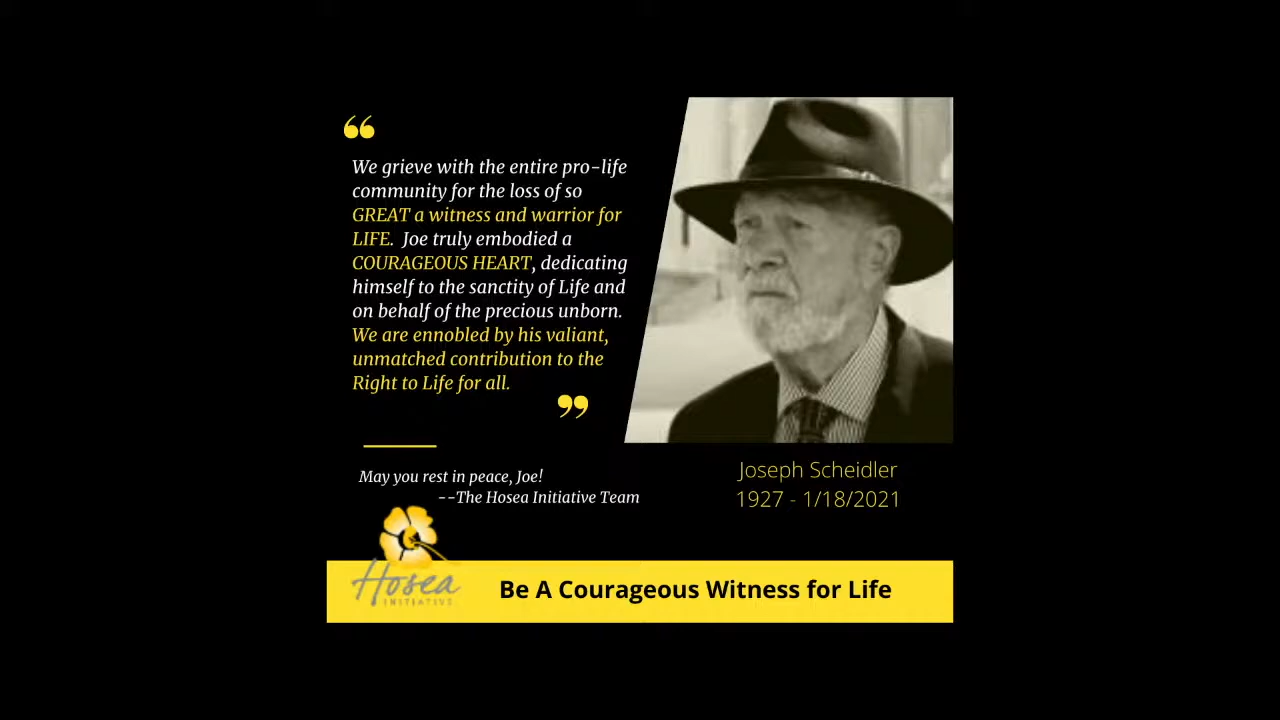 We grieve with the entire pro-life
community for the loss of so
GREAT a witness and warrior for
LIFE. Joe truly embodied a
COURAGEOUS HEART, dedicating
himself to the sanctity of Life and
on behalf of the precious unborn.
We are ennobled by his valiant,
unmatched contribution to the
Right to Life for all.
May you rest in peace, Joe!
--The Hosea Initiative Team
Joseph Scheidler
1927 - 1/18/2021
Hosea
INITIATIVE
Be A Courageous Witness for Life